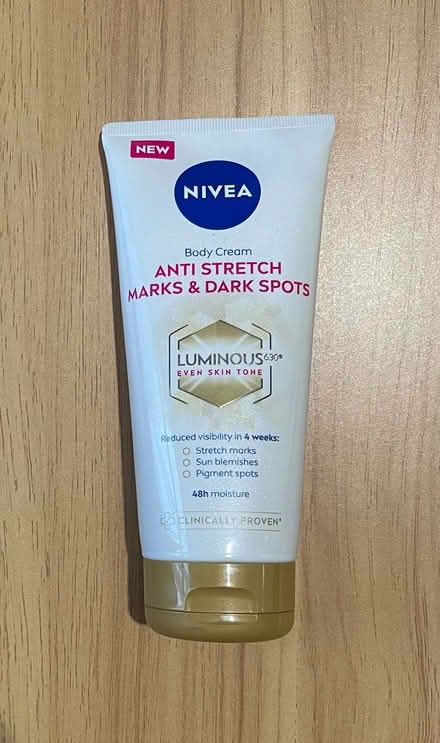 NEW
NIVEA
Body Cream
ANTI STRETCH
MARKS & DARK SPOTS
LUMINOUS630®
EVEN SKIN TONE
Reduced visibility in 4 weeks:
Stretch marks
Sun blemishes
Pigment spots
48h moisture
CLINICALLY PROVEN*